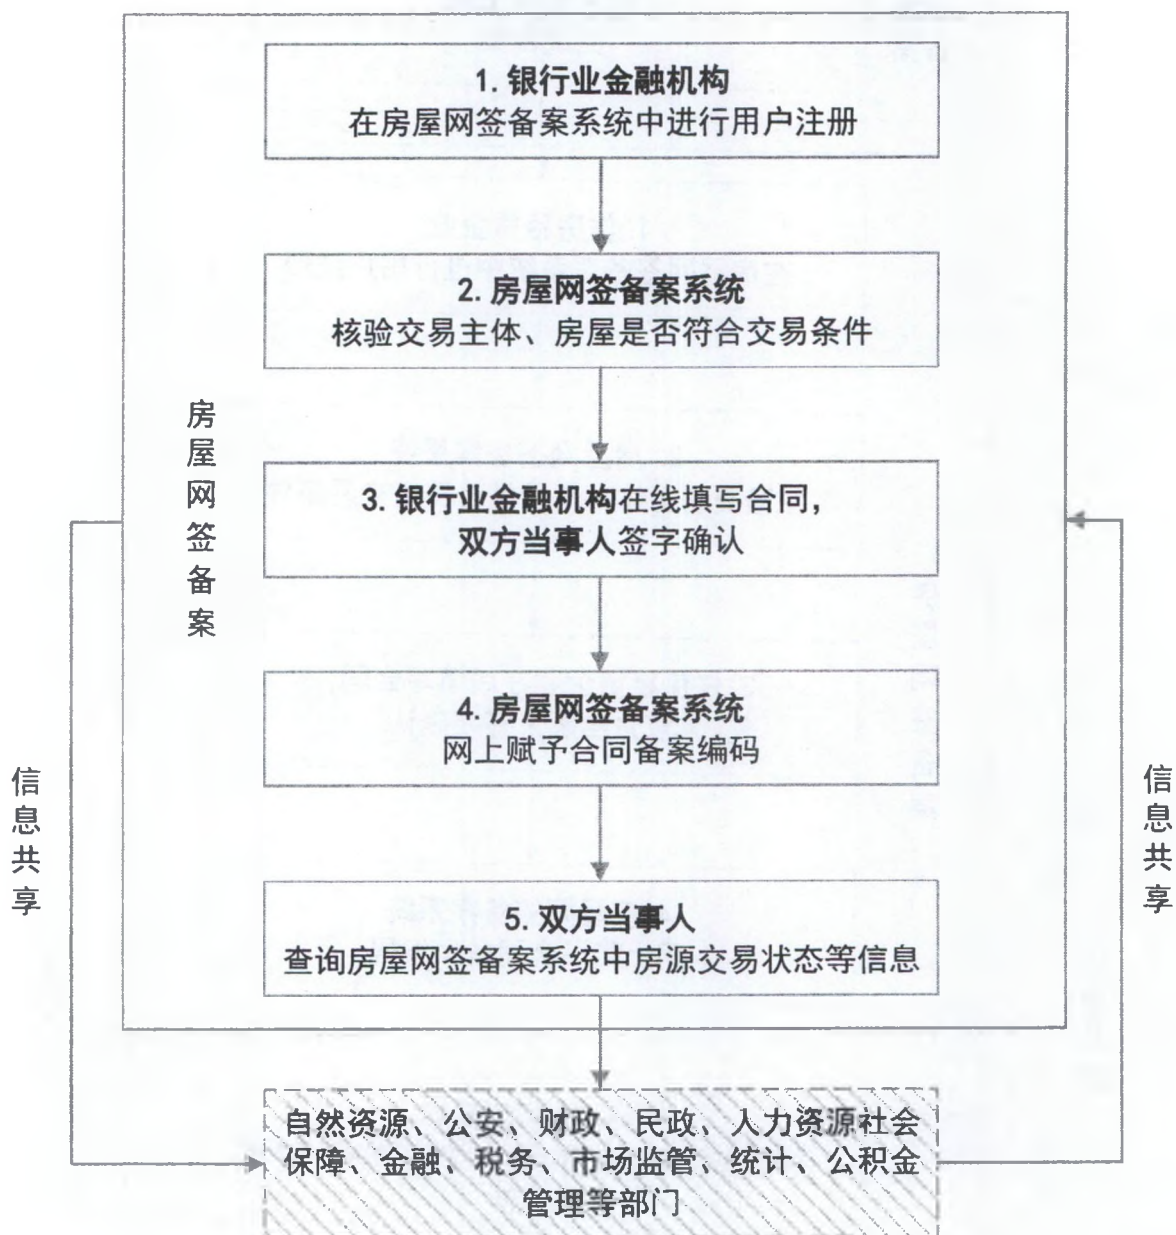 1. 银行业金融机构
在房屋网签备案系统中进行用户注册
2. 房屋网签备案系统
核验交易主体、房屋是否符合交易条件
房屋网签备案
3. 银行业金融机构在线填写合同，
双方当事人签字确认
4. 房屋网签备案系统
网上赋予合同备案编码
信息共享
信息共享
5. 双方当事人
查询房屋网签备案系统中房源交易状态等信息
自然资源、公安、财政、民政、人力资源社会
保障、金融、税务、市场监管、统计、公积金
管理等部门